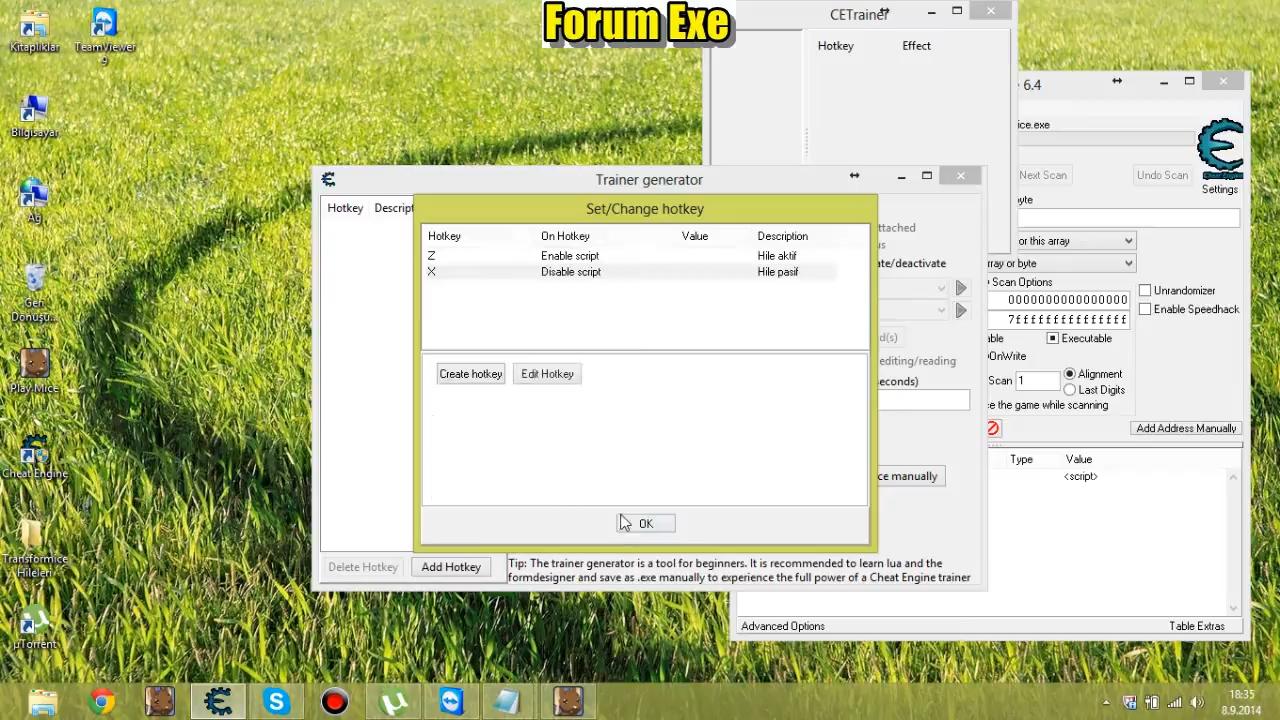 Forum Exe
Kitaplıklar
TeamViewer
9
Bilgisayar
Ağ
Geri
Dönüşü...
Play Mice
Cheat Engine
Transformice
Hileleri
µTorrent
CETrainer
Hotkey Effect
6.4
ice.exe
Next Scan Undo Scan
Settings
byte
or this array
array or byte
Scan Options
0000000000000000
7fffffffffffffff
Unrandomizer
Enable Speedhack
able Executable
OnWrite
Scan 1
Alignment
Last Digits
e the game while scanning
Add Address Manually
Type Value
<script>
Advanced Options Table Extras
Trainer generator
Hotkey Descript
attached
us
ate/deactivate
d(s)
editing/reading
seconds)
ce manually
Delete Hotkey Add Hotkey
Tip: The trainer generator is a tool for beginners. It is recommended to learn lua and the
formdesigner and save as .exe manually to experience the full power of a Cheat Engine trainer
Set/Change hotkey
Hotkey On Hotkey Value Description
Z Enable script Hile aktif
X Disable script Hile pasif
Create hotkey Edit Hotkey
OK
18:35
8.9.2014